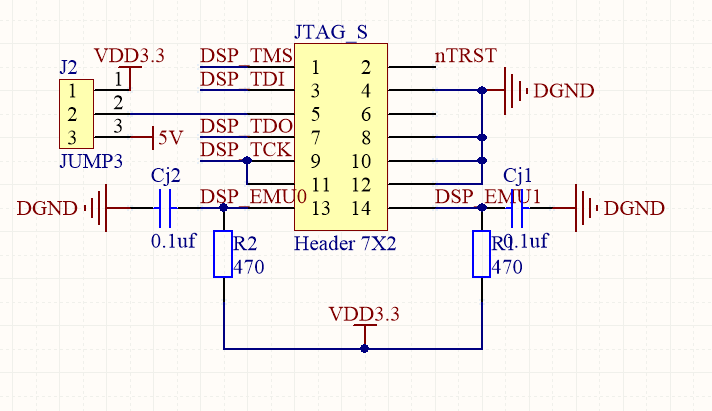 JTAG_S
VDD3.3
DSP_TMS
nTRST
J2
1
1
2
DSP_TDI
1
3
4
DGND
2
2
5
6
3
3
5V
DSP_TDO
7
8
JUMP3
DSP_TCK
9
10
Cj2
11
12
Cj1
DGND
DSP_EMU0
13
14
DSP_EMU1
DGND
0.1uf
R2
Header 7X2
R1
0.1uf
470
470
VDD3.3